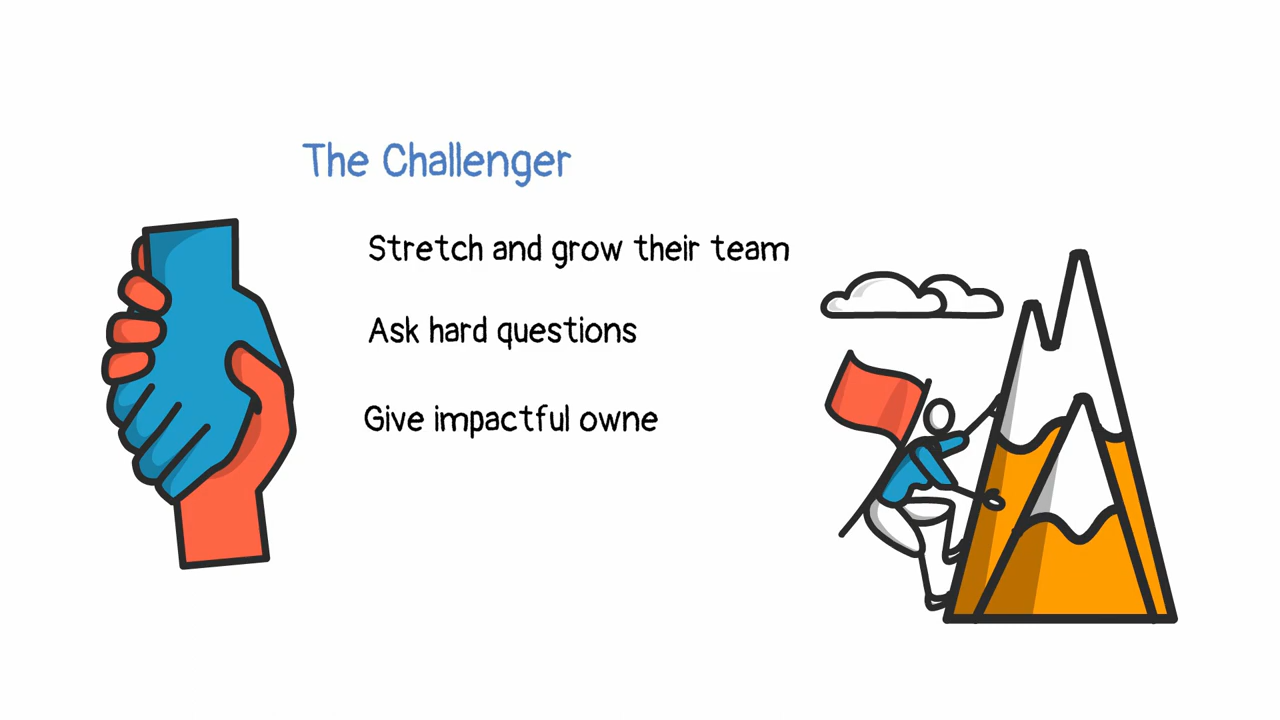 The Challenger
Stretch and grow their team
Ask hard questions
Give impactful owne